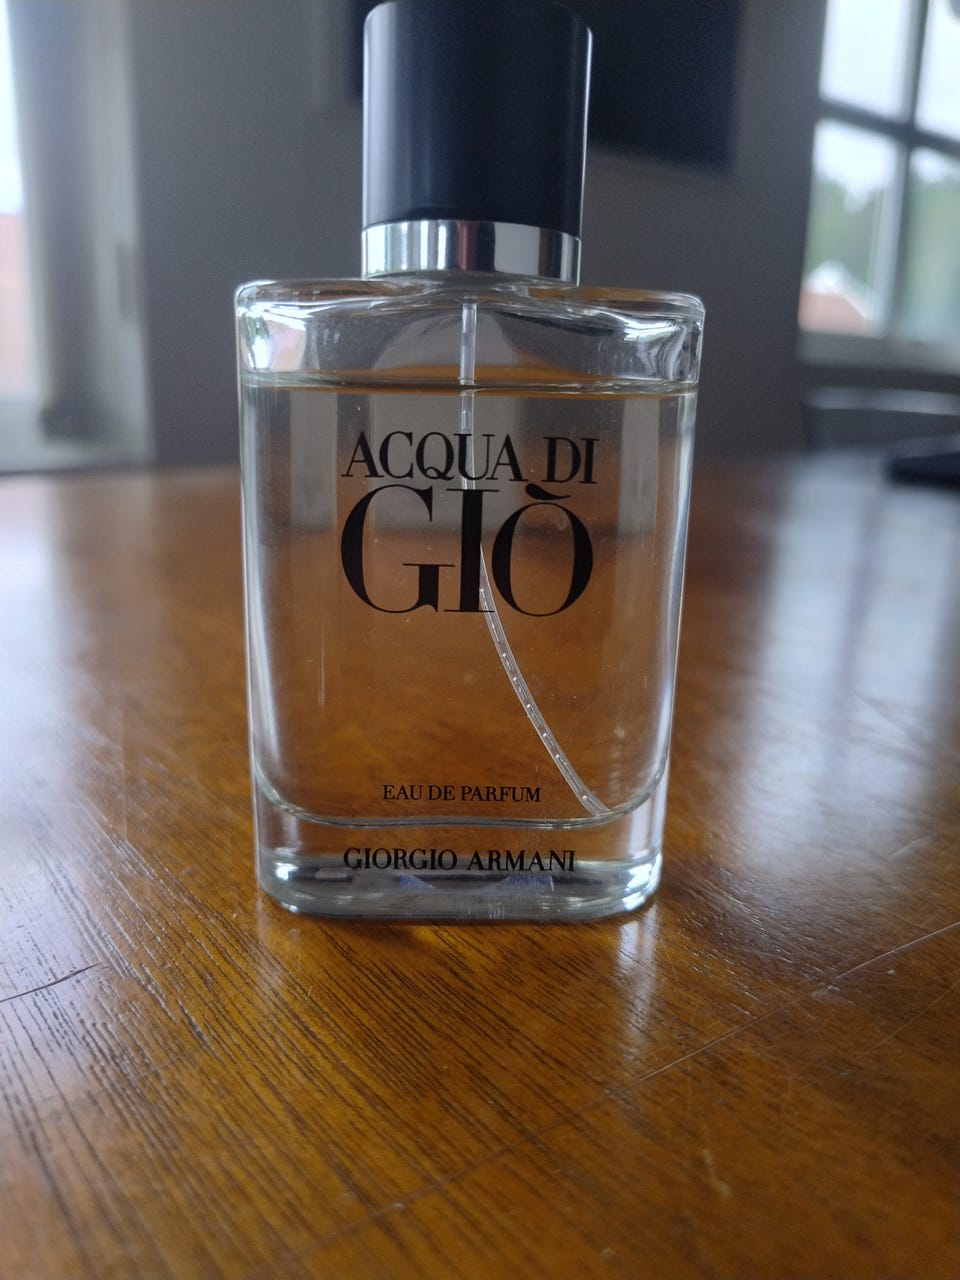 ACQUA DI
GIÒ
EAU DE PARFUM
GIORGIO ARMANI